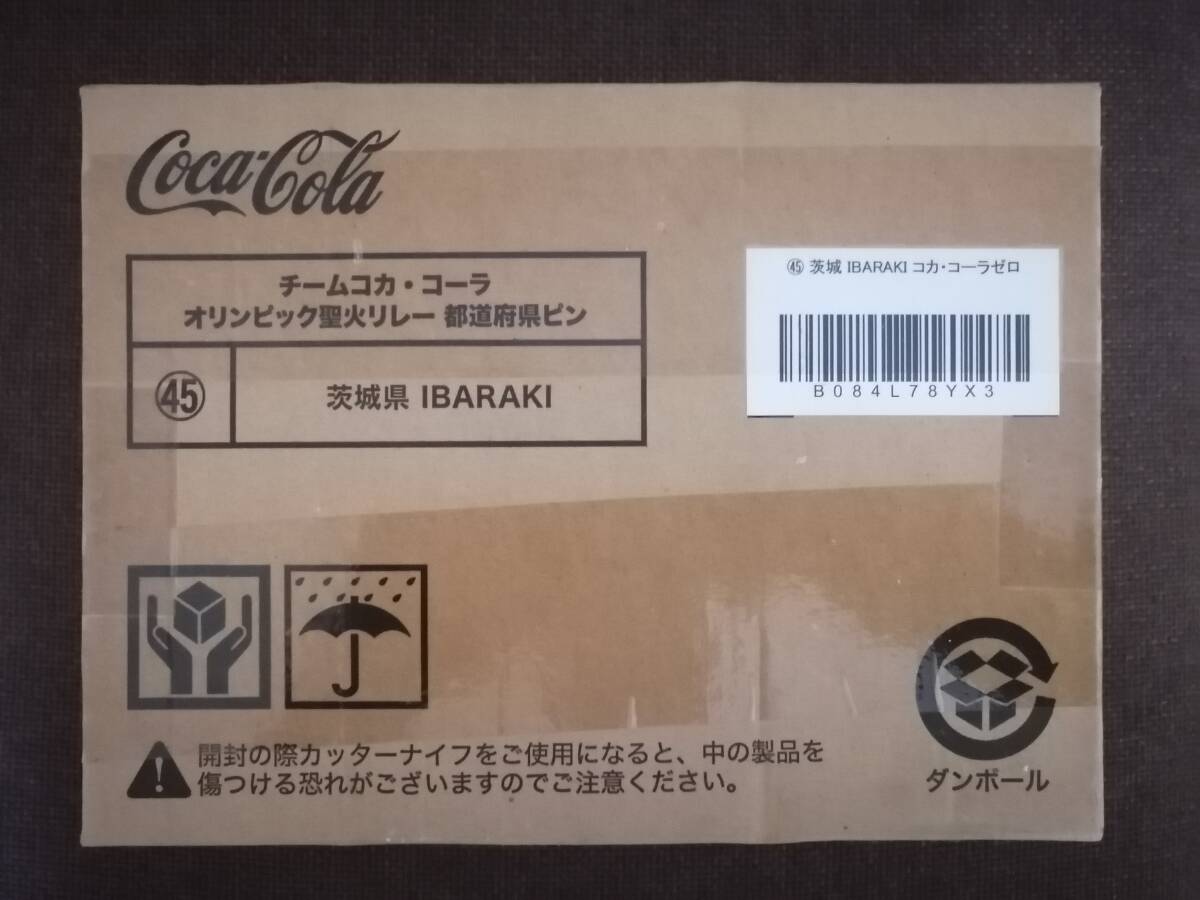 Coca-Cola
チームコカ・コーラ
オリンピック聖火リレー 都道府県ピン
㊺ 茨城県 IBARAKI
㊺ 茨城 IBARAKI コカ・コーラゼロ
B084L78YX3
開封の際カッターナイフをご使用になると、中の製品を
傷つける恐れがございますのでご注意ください。
ダンボール